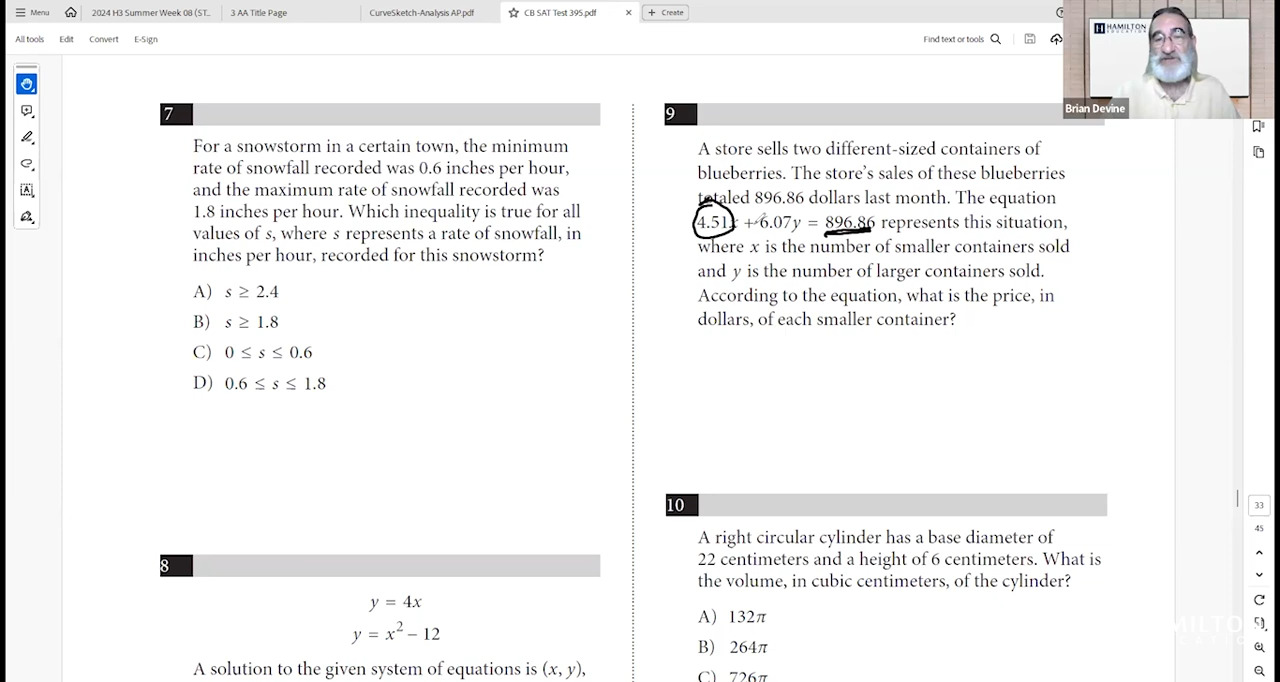 Menu
2024 H3 Summer Week 08 (ST...
3 AA Title Page
CurveSketch-Analysis AP.pdf
CB SAT Test 395.pdf
Create
All tools
Edit
Convert
E-Sign
Find text or tools
HAMILTON
EDUCATION
Brian Devine
7
For a snowstorm in a certain town, the minimum
rate of snowfall recorded was 0.6 inches per hour,
and the maximum rate of snowfall recorded was
1.8 inches per hour. Which inequality is true for all
values of s, where s represents a rate of snowfall, in
inches per hour, recorded for this snowstorm?
A) s ≥ 2.4
B) s ≥ 1.8
C) 0 ≤ s ≤ 0.6
D) 0.6 ≤ s ≤ 1.8
8
y = 4x
y = x² − 12
A solution to the given system of equations is (x, y),
9
A store sells two different-sized containers of
blueberries. The store's sales of these blueberries
totaled 896.86 dollars last month. The equation
4.51x + 6.07y = 896.86 represents this situation,
where x is the number of smaller containers sold
and y is the number of larger containers sold.
According to the equation, what is the price, in
dollars, of each smaller container?
10
A right circular cylinder has a base diameter of
22 centimeters and a height of 6 centimeters. What is
the volume, in cubic centimeters, of the cylinder?
A) 132π
B) 264π
C) 726π
33
45